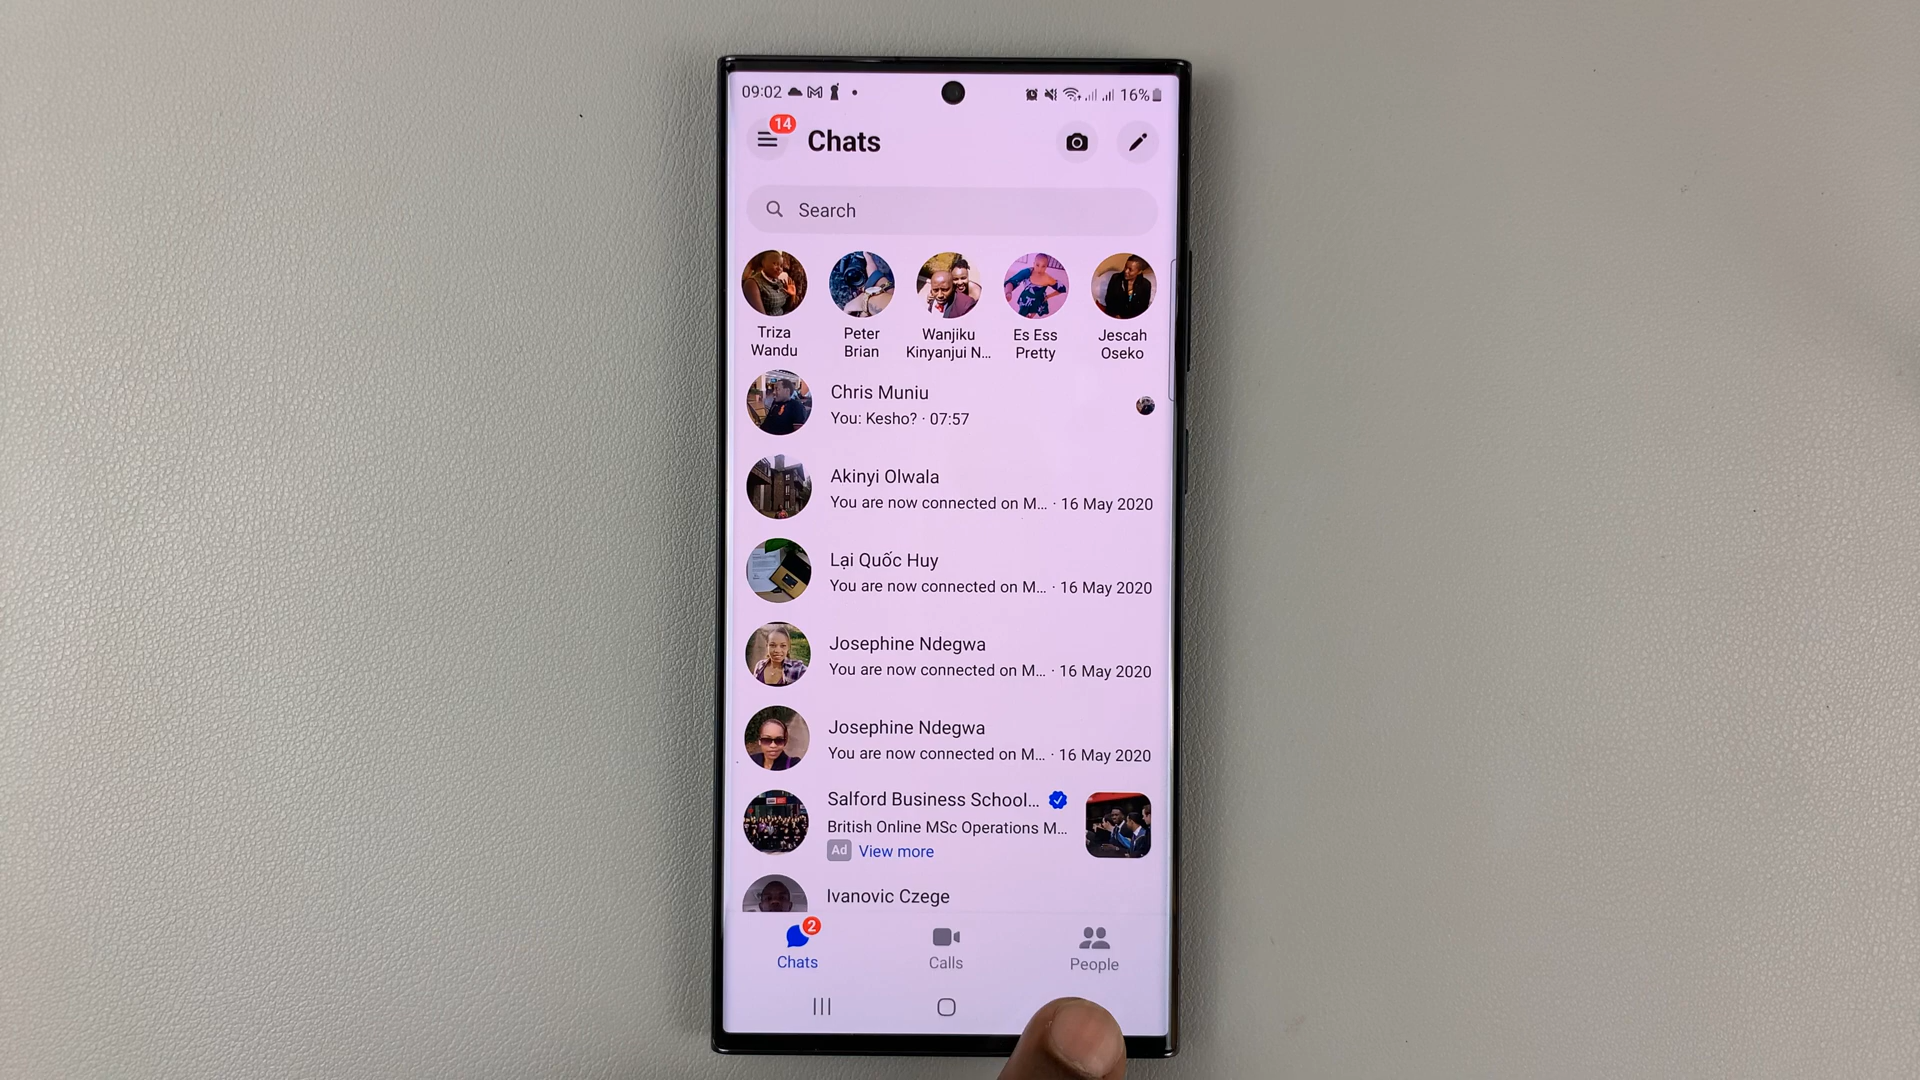 09:02
16%
14
Chats
Search
Triza
Wandu
Peter
Brian
Wanjiku
Kinyanjui N...
Es Ess
Pretty
Jescah
Oseko
Chris Muniu
You: Kesho? · 07:57
Akinyi Olwala
You are now connected on M... · 16 May 2020
Lại Quốc Huy
You are now connected on M... · 16 May 2020
Josephine Ndegwa
You are now connected on M... · 16 May 2020
Josephine Ndegwa
You are now connected on M... · 16 May 2020
Salford Business School...
British Online MSc Operations M...
Ad View more
Ivanovic Czege
2
Chats
Calls
People